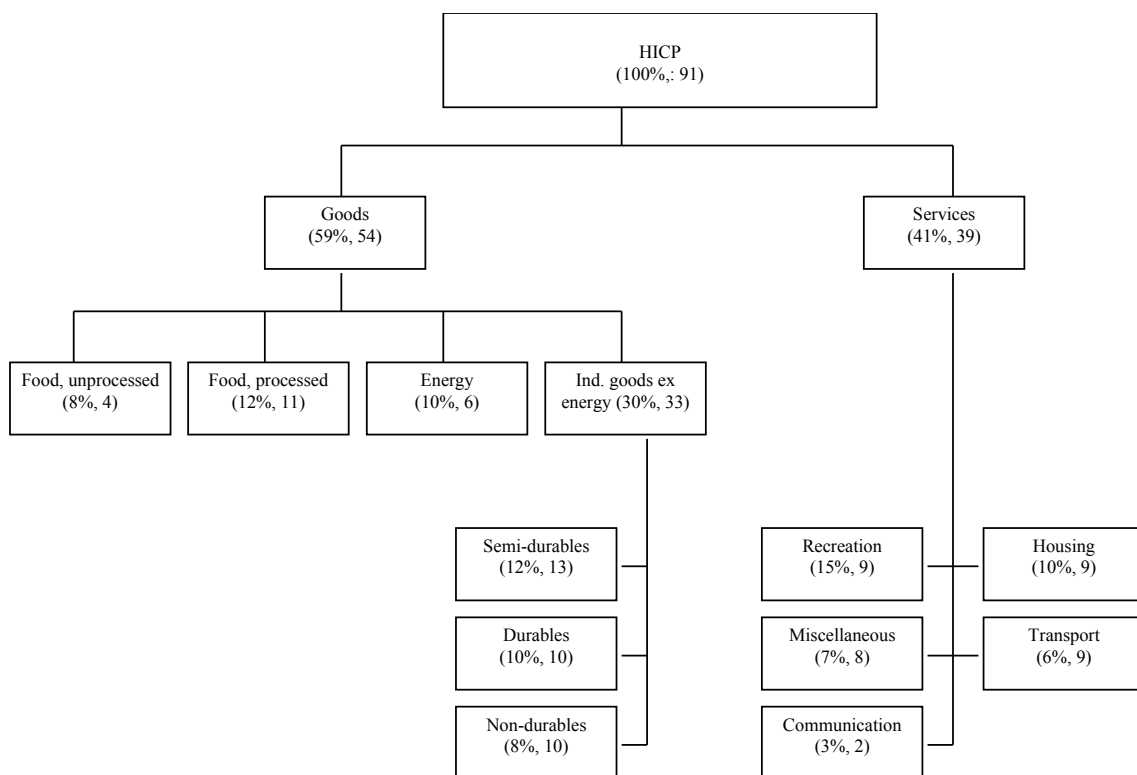 HICP
(100%,: 91)
Goods
(59%, 54)
Services
(41%, 39)
Food, unprocessed
(8%, 4)
Food, processed
(12%, 11)
Energy
(10%, 6)
Ind. goods ex
energy (30%, 33)
Semi-durables
(12%, 13)
Recreation
(15%, 9)
Housing
(10%, 9)
Durables
(10%, 10)
Miscellaneous
(7%, 8)
Transport
(6%, 9)
Non-durables
(8%, 10)
Communication
(3%, 2)